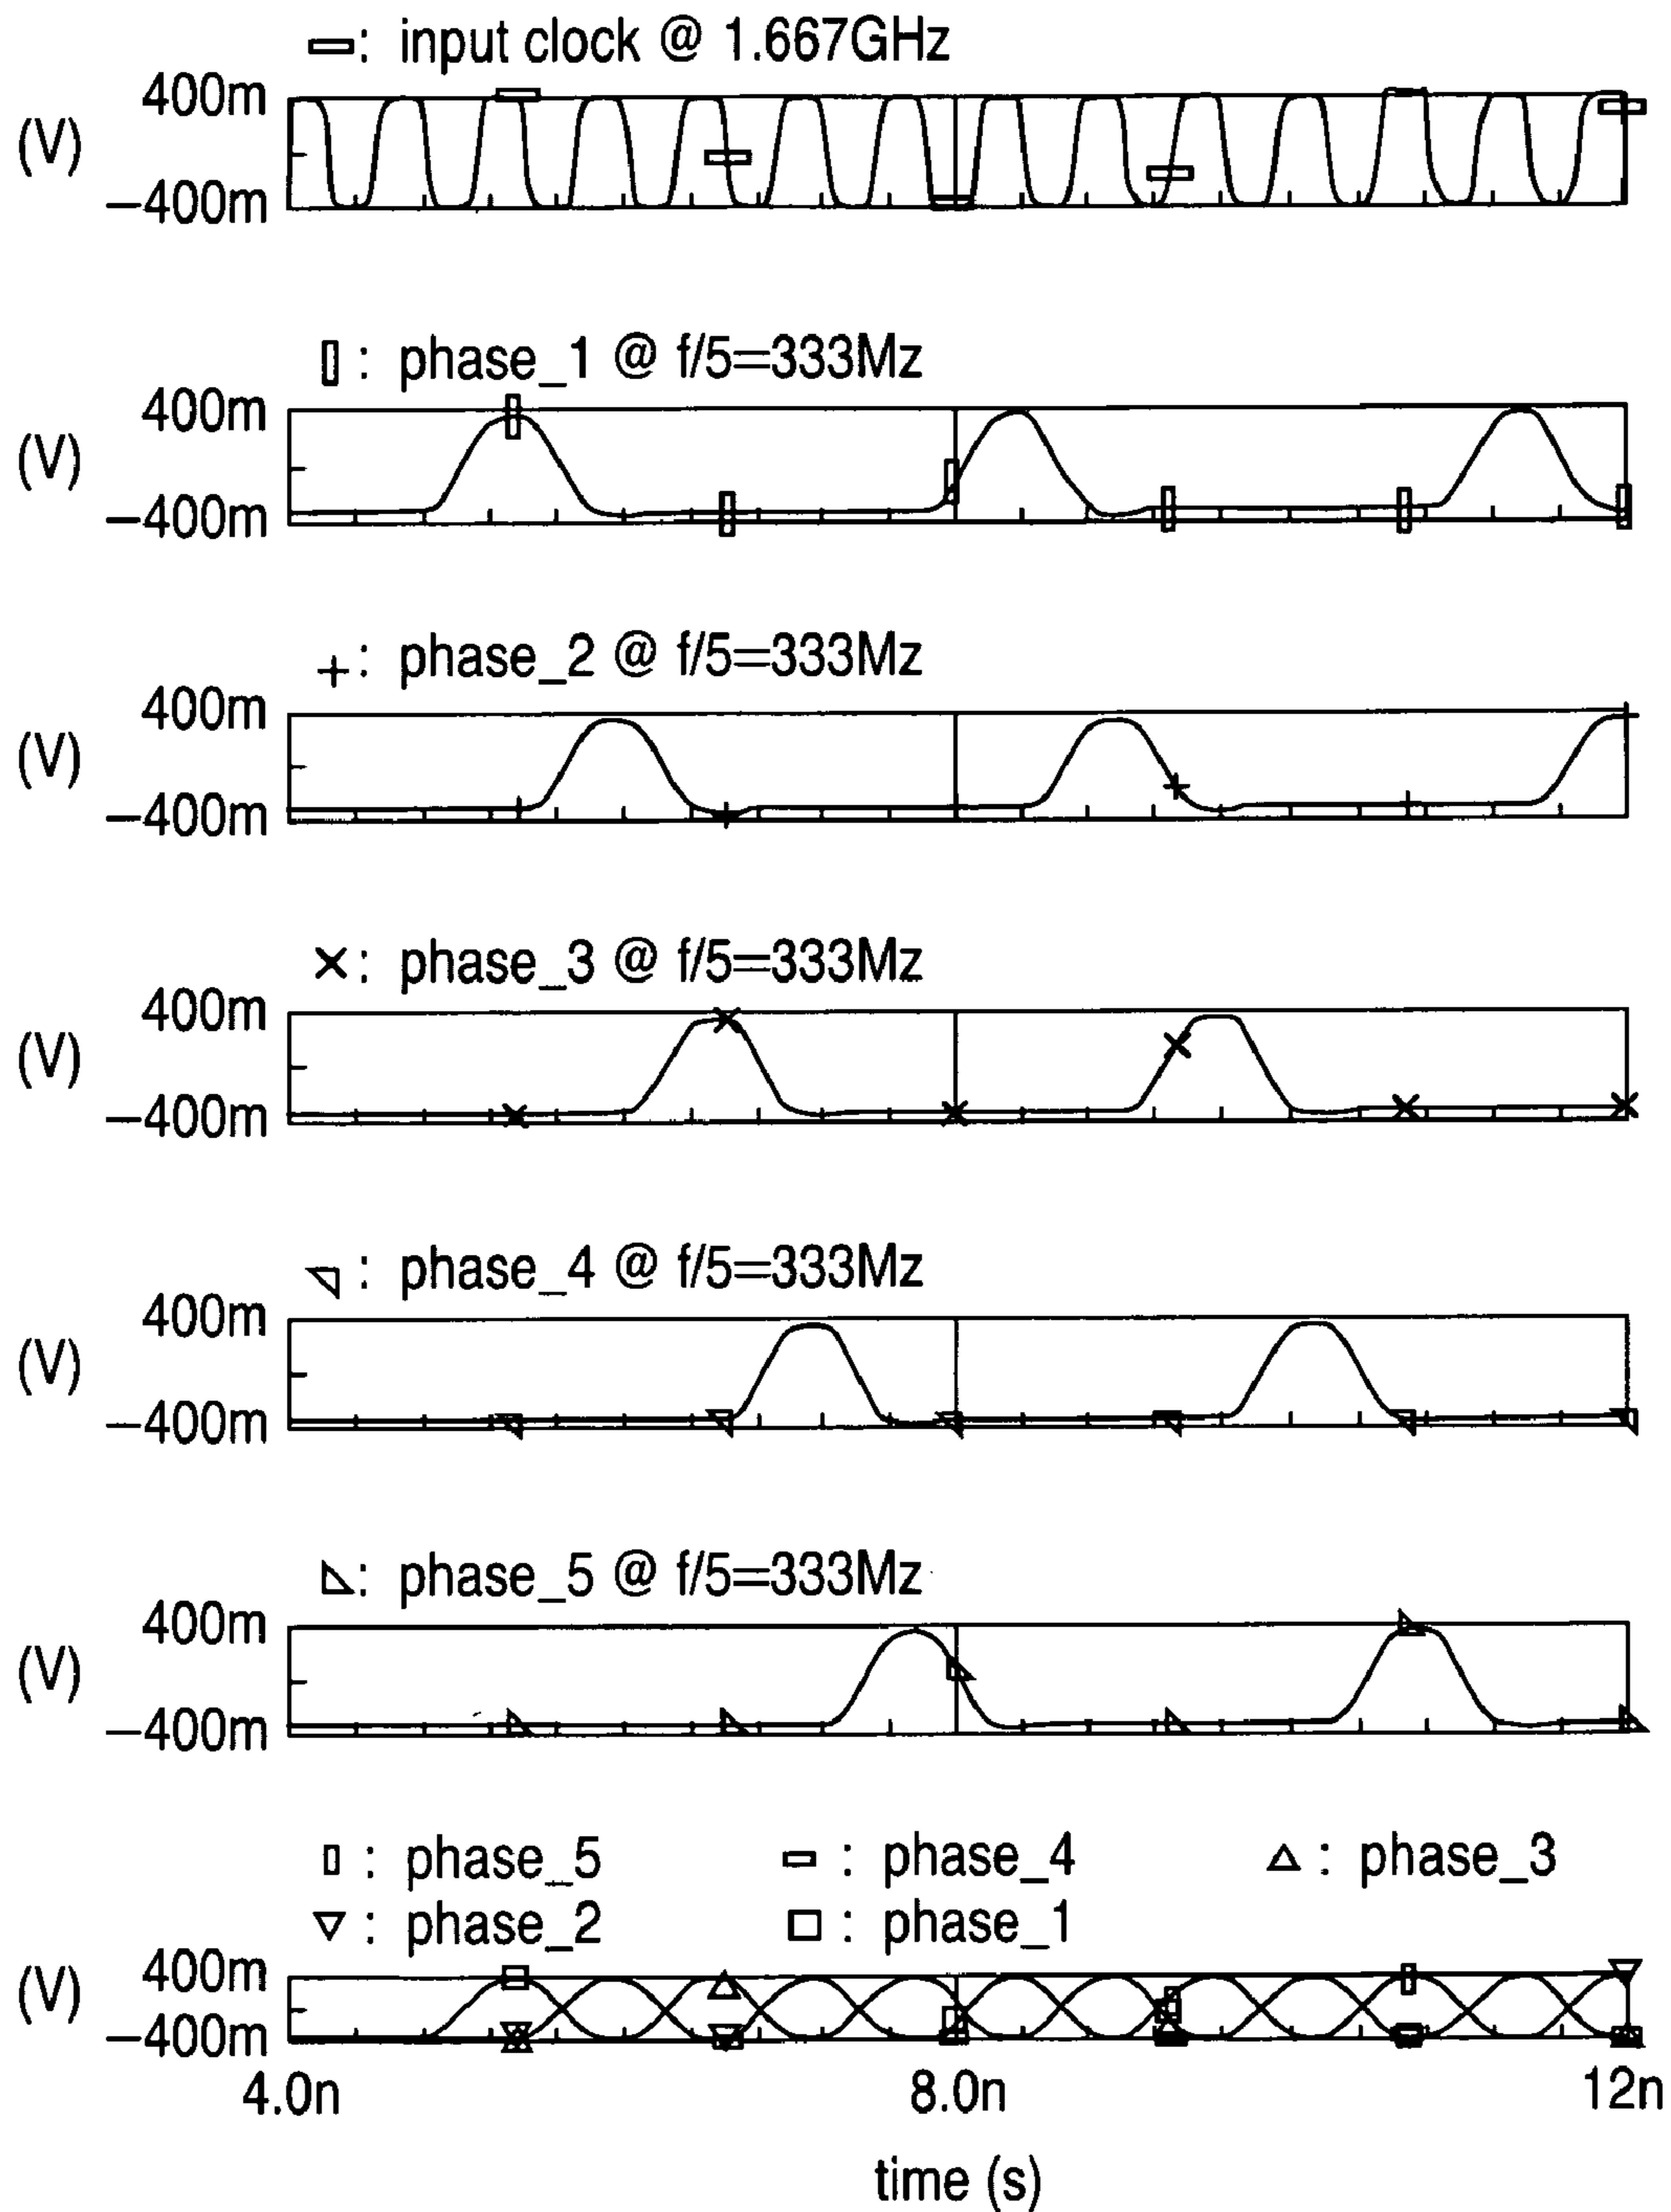 : input clock @ 1.667GHz
400m
(V)
–400m
: phase_1 @ f/5=333Mz
400m
(V)
–400m
: phase_2 @ f/5=333Mz
400m
(V)
–400m
: phase_3 @ f/5=333Mz
400m
(V)
–400m
: phase_4 @ f/5=333Mz
400m
(V)
–400m
: phase_5 @ f/5=333Mz
400m
(V)
–400m
: phase_5 : phase_4 : phase_3
: phase_2 : phase_1
400m
(V)
–400m
4.0n 8.0n 12n
time (s)